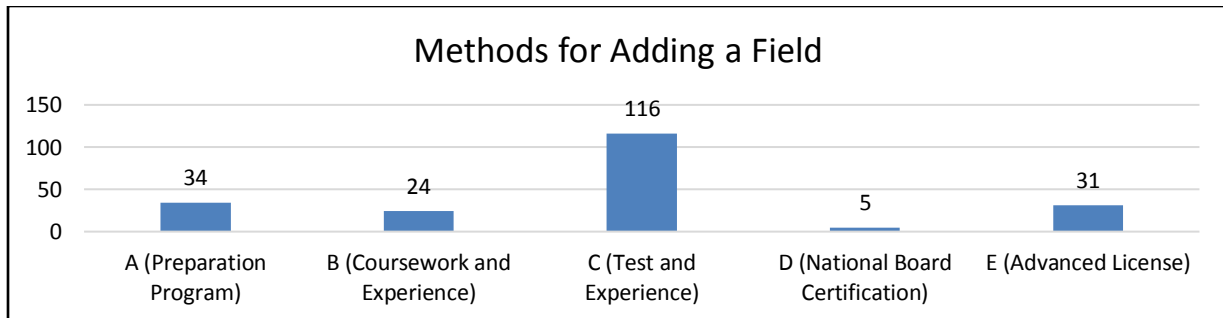 Methods for Adding a Field
150
100
50
0
34
24
116
5
31
A (Preparation
Program)
B (Coursework and
Experience)
C (Test and
Experience)
D (National Board
Certification)
E (Advanced License)